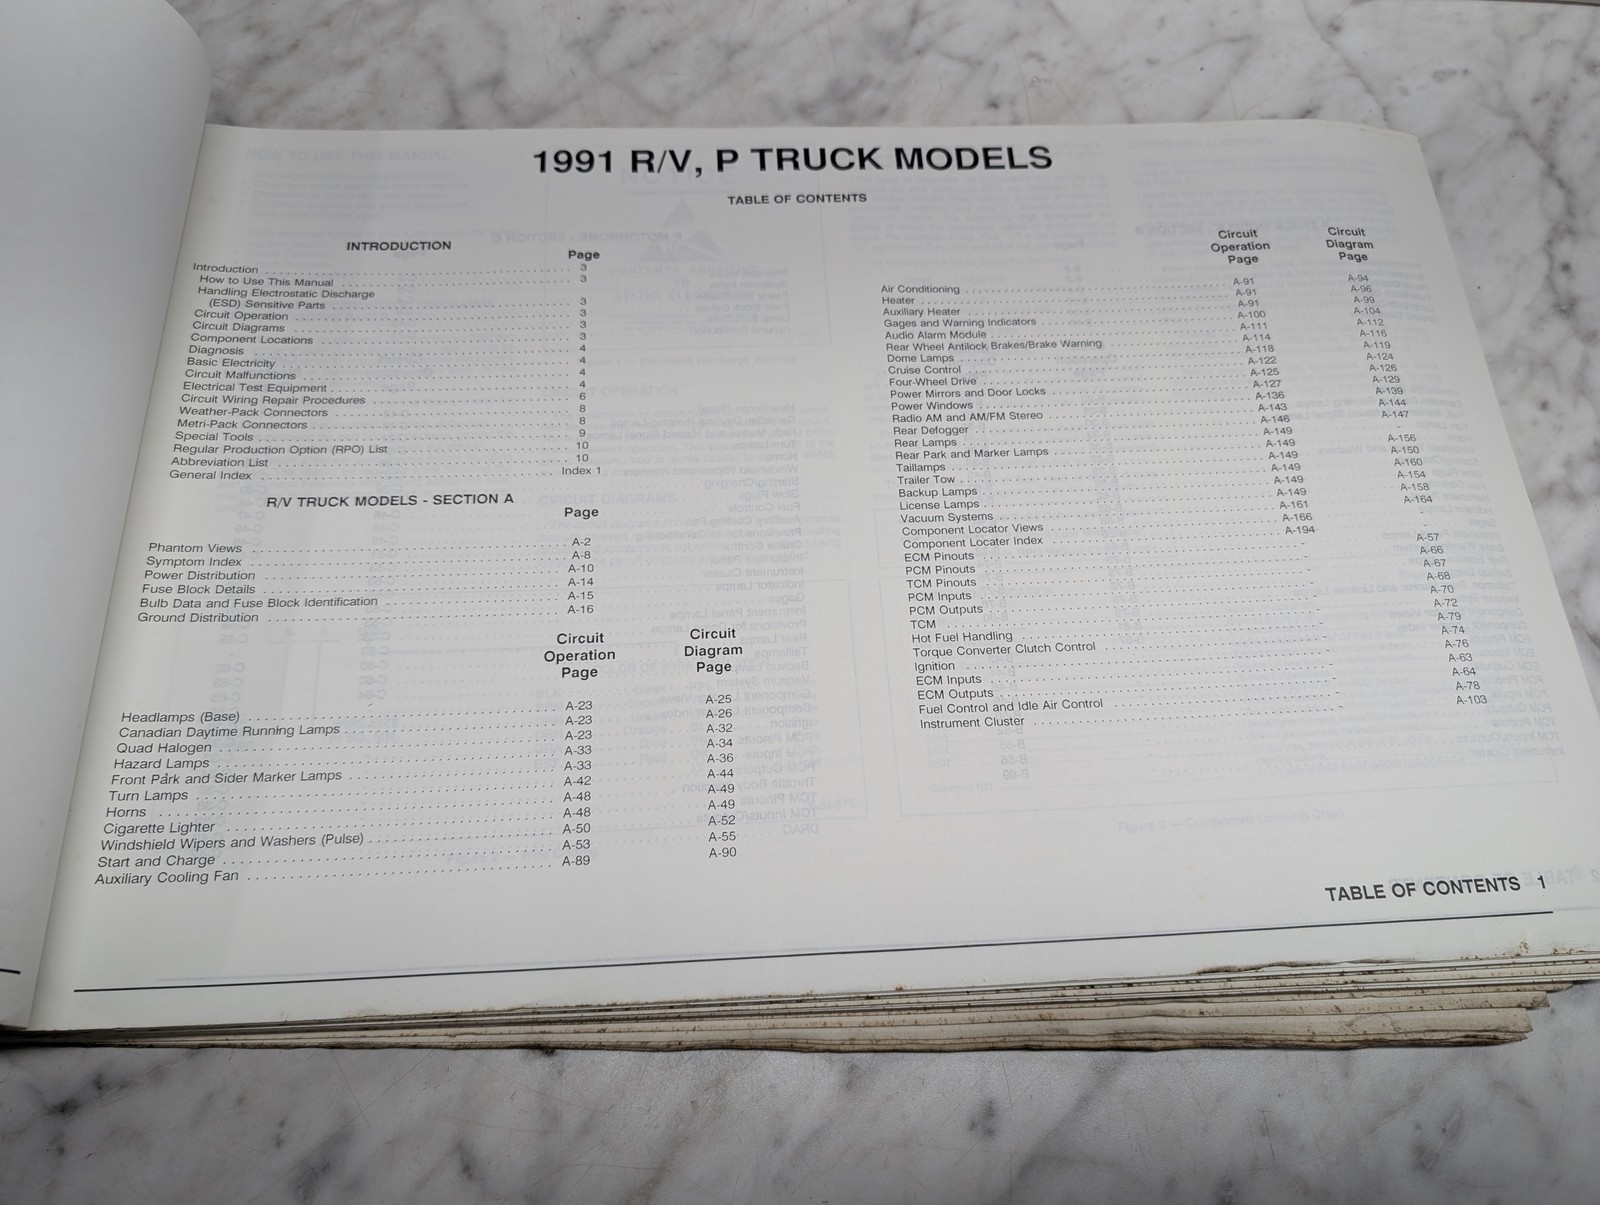 1991 R/V, P TRUCK MODELS
TABLE OF CONTENTS
INTRODUCTION
Page
Introduction 3
How to Use This Manual 3
Handling Electrostatic Discharge
(ESD) Sensitive Parts 3
Circuit Operation 3
Circuit Diagrams 3
Component Locations 3
Diagnosis 4
Basic Electricity 4
Circuit Malfunctions 4
Electrical Test Equipment 4
Circuit Wiring Repair Procedures 6
Weather-Pack Connectors 8
Metri-Pack Connectors 8
Special Tools 9
Regular Production Option (RPO) List 10
Abbreviation List 10
General Index Index 1
R/V TRUCK MODELS - SECTION A
Page
Phantom Views A-2
Symptom Index A-8
Power Distribution A-10
Fuse Block Details A-14
Bulb Data and Fuse Block Identification A-15
Ground Distribution A-16
Circuit Circuit
Operation Diagram
Page Page
Headlamps (Base) A-23 A-25
Canadian Daytime Running Lamps A-23 A-26
Quad Halogen A-23 A-32
Hazard Lamps A-33 A-34
Front Park and Sider Marker Lamps A-33 A-36
Turn Lamps A-42 A-44
Horns A-48 A-49
Cigarette Lighter A-48 A-49
Windshield Wipers and Washers (Pulse) A-50 A-52
Start and Charge A-53 A-55
Auxiliary Cooling Fan A-89 A-90
Circuit Circuit
Operation Diagram
Page Page
Air Conditioning A-91 A-94
Heater A-91 A-96
Auxiliary Heater A-91 A-99
Gages and Warning Indicators A-100 A-104
Audio Alarm Module A-111 A-112
Rear Wheel Antilock Brakes/Brake Warning A-114 A-116
Dome Lamps A-118 A-119
Cruise Control A-122 A-124
Four-Wheel Drive A-125 A-126
Power Mirrors and Door Locks A-127 A-129
Power Windows A-136 A-139
Radio AM and AM/FM Stereo A-143 A-144
Rear Defogger A-146 A-147
Rear Lamps A-149 -
Rear Park and Marker Lamps A-149 A-156
Taillamps A-149 A-150
Trailer Tow A-149 A-160
Backup Lamps A-149 A-154
License Lamps A-149 A-158
Vacuum Systems A-161 A-164
Component Locator Views A-166 -
Component Locater Index A-194 -
ECM Pinouts - A-57
PCM Pinouts - A-66
TCM Pinouts - A-67
PCM Inputs - A-68
PCM Outputs - A-70
TCM - A-72
Hot Fuel Handling - A-79
Torque Converter Clutch Control - A-74
Ignition - A-76
ECM Inputs - A-63
ECM Outputs - A-64
Fuel Control and Idle Air Control - A-78
Instrument Cluster - A-103
TABLE OF CONTENTS 1